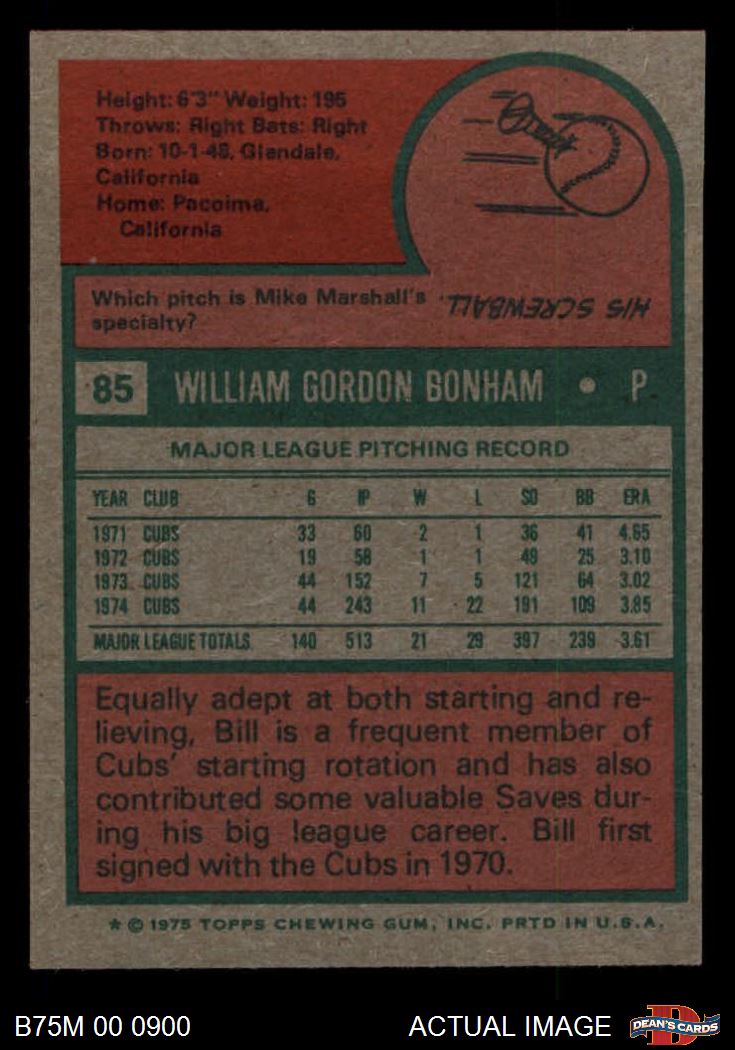 Height: 6'3" Weight: 195
Throws: Right Bats: Right
Born: 10-1-48, Glendale,
California
Home: Pacoima,
California
Which pitch is Mike Marshall's
specialty?
HIS SCREWBALL.
85 WILLIAM GORDON BONHAM • P
MAJOR LEAGUE PITCHING RECORD
YEAR CLUB G IP W L SO BB ERA
1971 CUBS 33 60 2 1 36 41 4.65
1972 CUBS 19 58 1 1 49 25 3.10
1973 CUBS 44 152 7 5 121 64 3.02
1974 CUBS 44 243 11 22 191 109 3.85
MAJOR LEAGUE TOTALS 140 513 21 29 397 239 3.61
Equally adept at both starting and re-
lieving, Bill is a frequent member of
Cubs' starting rotation and has also
contributed some valuable Saves dur-
ing his big league career. Bill first
signed with the Cubs in 1970.
* © 1975 TOPPS CHEWING GUM, INC. PRTD IN U.S.A.
B75M 00 0900 ACTUAL IMAGE
DEAN'S CARDS